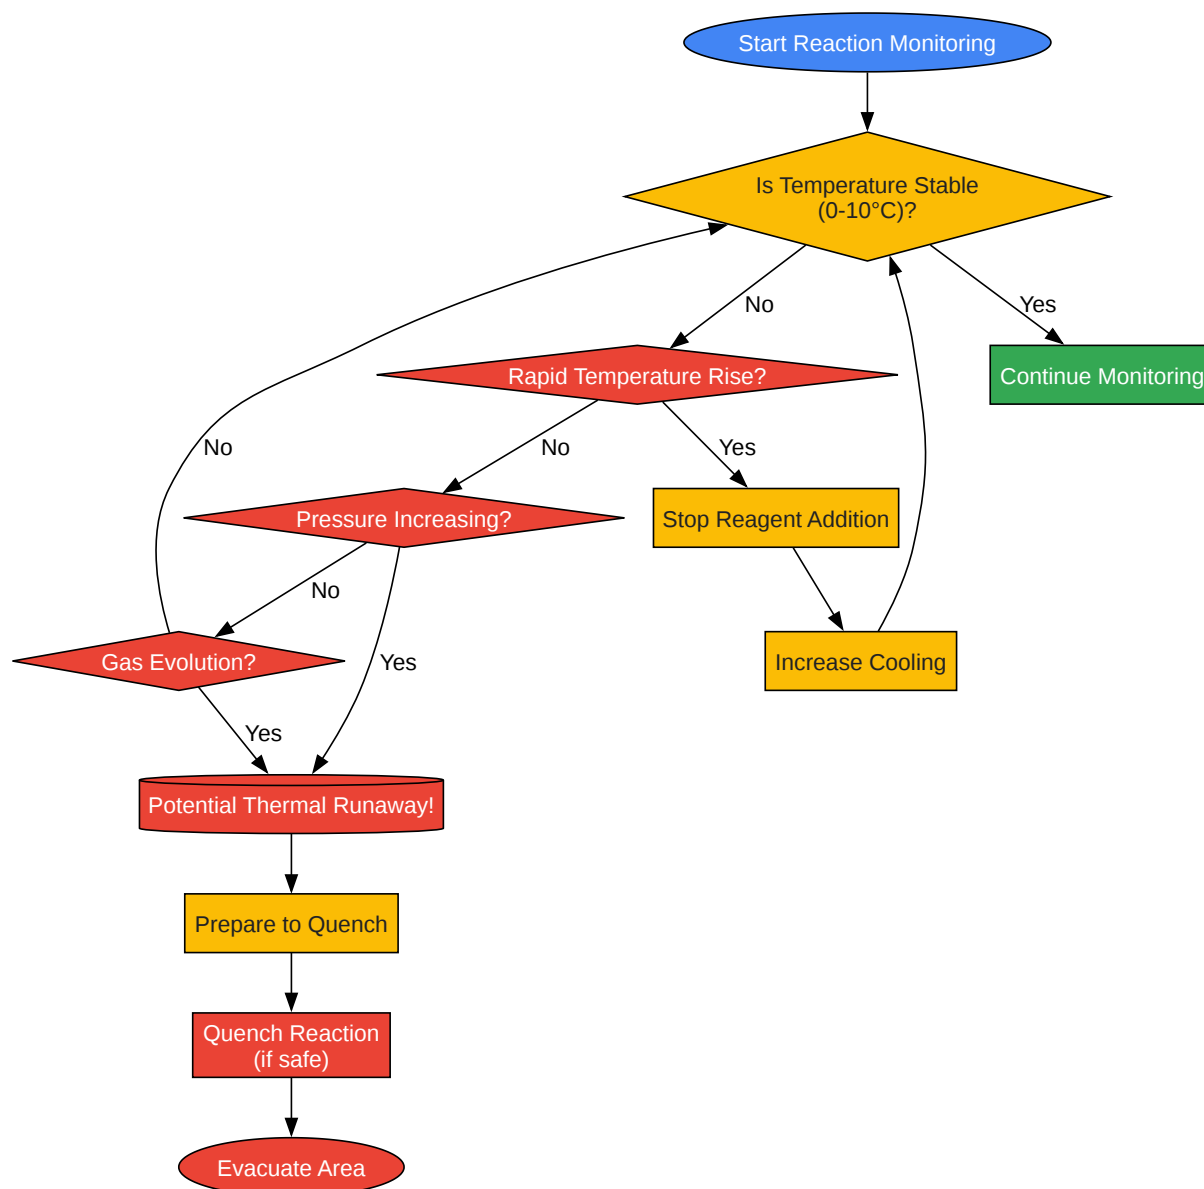 Start Reaction Monitoring
Is Temperature Stable
(0-10°C)?
No
Yes
Rapid Temperature Rise?
Continue Monitoring
No
No
Yes
Pressure Increasing?
Stop Reagent Addition
No
Yes
Gas Evolution?
Increase Cooling
Yes
Potential Thermal Runaway!
Prepare to Quench
Quench Reaction
(if safe)
Evacuate Area